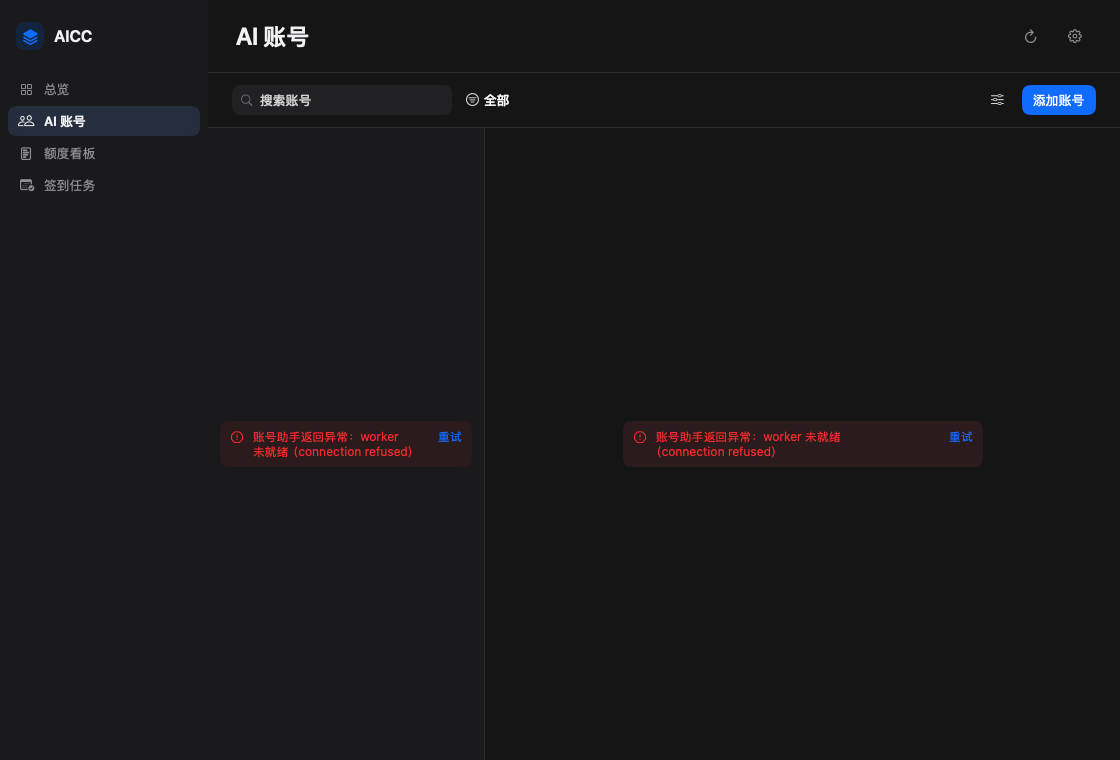 AICC
总览
AI 账号
额度看板
签到任务
AI 账号
搜索账号
全部
添加账号
账号助手返回异常：worker
未就绪 (connection refused)
重试
账号助手返回异常：worker 未就绪
(connection refused)
重试